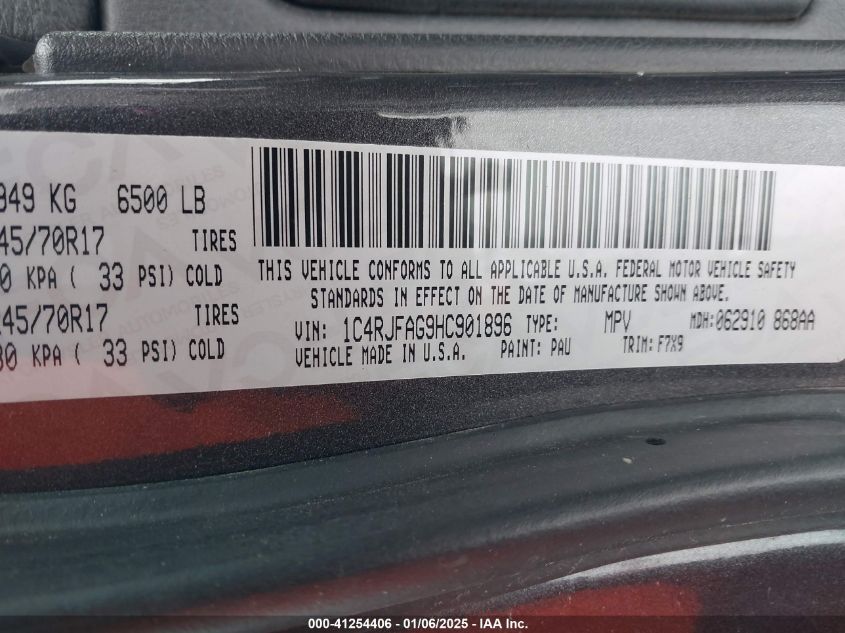 949 KG 6500 LB
45/70R17 TIRES
0 KPA ( 33 PSI) COLD
45/70R17 TIRES
30 KPA ( 33 PSI) COLD
THIS VEHICLE CONFORMS TO ALL APPLICABLE U.S.A. FEDERAL MOTOR VEHICLE SAFETY
STANDARDS IN EFFECT ON THE DATE OF MANUFACTURE SHOWN ABOVE.
VIN: 1C4RJFAG9HC901896 TYPE: MPV MDH:062910 868AA
VEHICLE MADE IN U.S.A. PAINT: PAU TRIM: F7X9
000-41254406 - 01/06/2025 - IAA Inc.